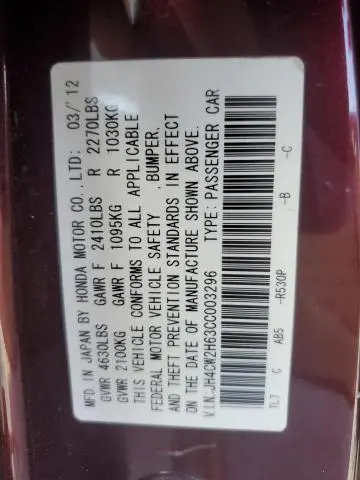 MFD. IN JAPAN BY HONDA MOTOR CO., LTD: 03/'12
GVWR 4630LBS GAWR F 2410LBS R 2270LBS
GVWR 2100KG GAWR F 1095KG R 1030KG
THIS VEHICLE CONFORMS TO ALL APPLICABLE
FEDERAL MOTOR VEHICLE SAFETY ,BUMPER,
AND THEFT PREVENTION STANDARDS IN EFFECT
ON THE DATE OF MANUFACTURE SHOWN ABOVE.
V.I.N.:JH4CW2H63CC003296 TYPE:PASSENGER CAR
TL7 C AB5 -R530P -B -C